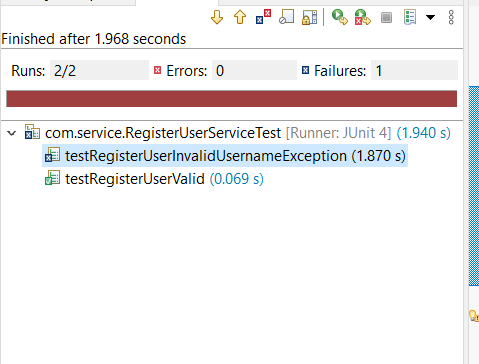 Finished after 1.968 seconds
Runs: 2/2 Errors: 0 Failures: 1
com.service.RegisterUserServiceTest [Runner: JUnit 4] (1.940 s)
testRegisterUserInvalidUsernameException (1.870 s)
testRegisterUserValid (0.069 s)